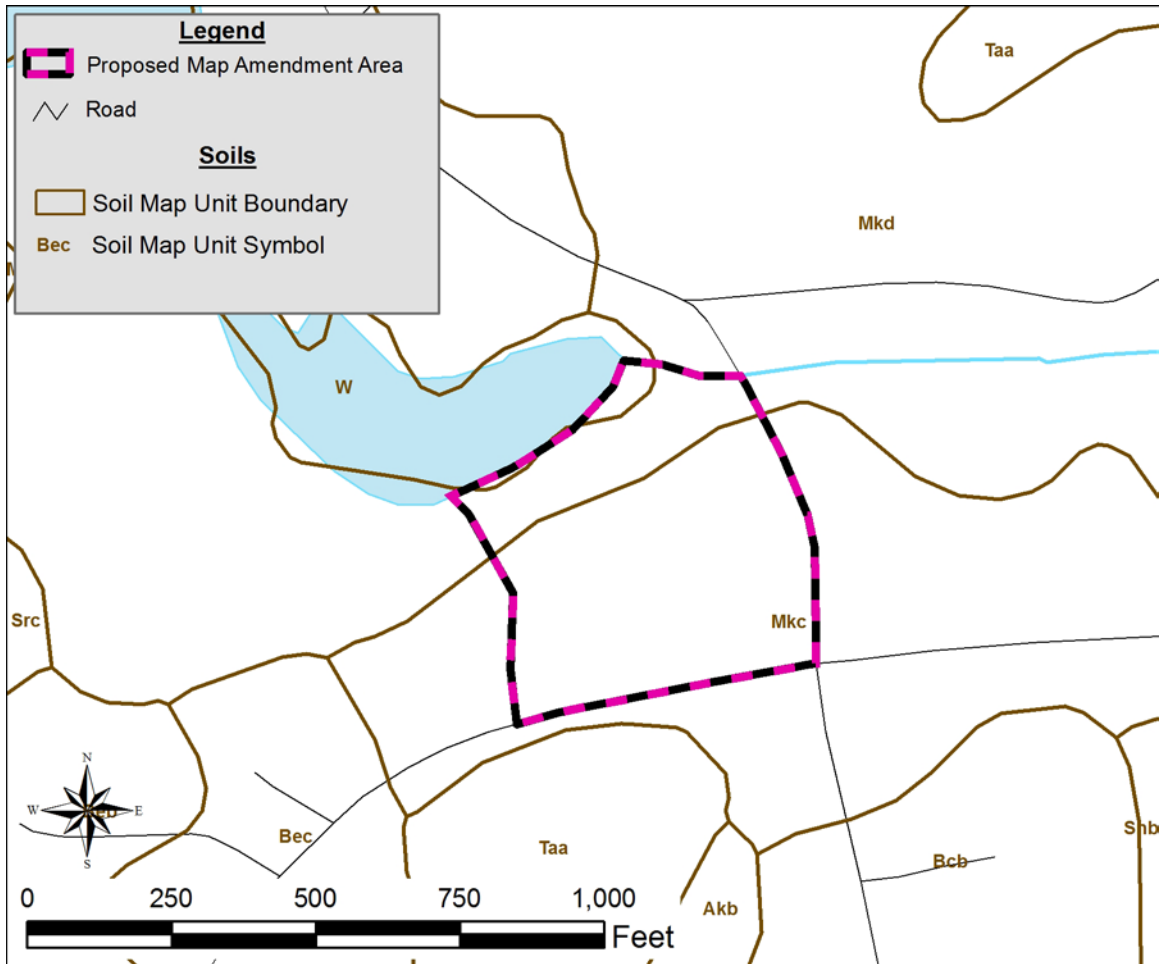 Legend
Proposed Map Amendment Area
Road
Soils
Soil Map Unit Boundary
Bec Soil Map Unit Symbol
Taa
Mkd
W
Mkc
Src
N
W E
S
Bec
Taa
Akb
Bcb
0 250 500 750 1,000
Feet